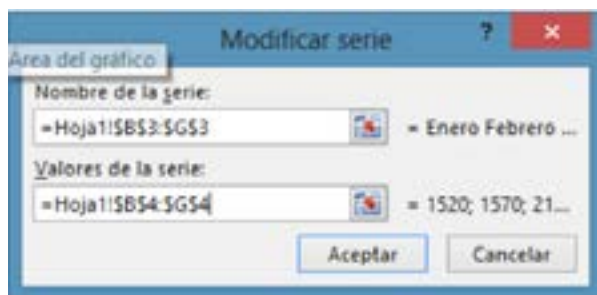 Modificar serie ? ×
Área del gráfico
Nombre de la serie:
=Hoja1!$B$3:$G$3 = Enero Febrero ...
Valores de la serie:
=Hoja1!$B$4:$G$4 = 1520; 1570; 21...
Aceptar Cancelar